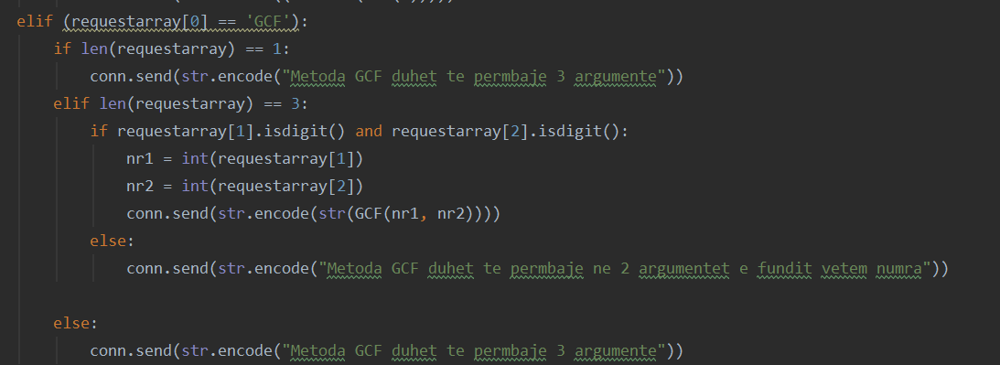 elif (requestarray[0] == 'GCF'):
if len(requestarray) == 1:
conn.send(str.encode("Metoda GCF duhet te permbaje 3 argumente"))
elif len(requestarray) == 3:
if requestarray[1].isdigit() and requestarray[2].isdigit():
nr1 = int(requestarray[1])
nr2 = int(requestarray[2])
conn.send(str.encode(str(GCF(nr1, nr2))))
else:
conn.send(str.encode("Metoda GCF duhet te permbaje ne 2 argumentet e fundit vetem numra"))
else:
conn.send(str.encode("Metoda GCF duhet te permbaje 3 argumente"))